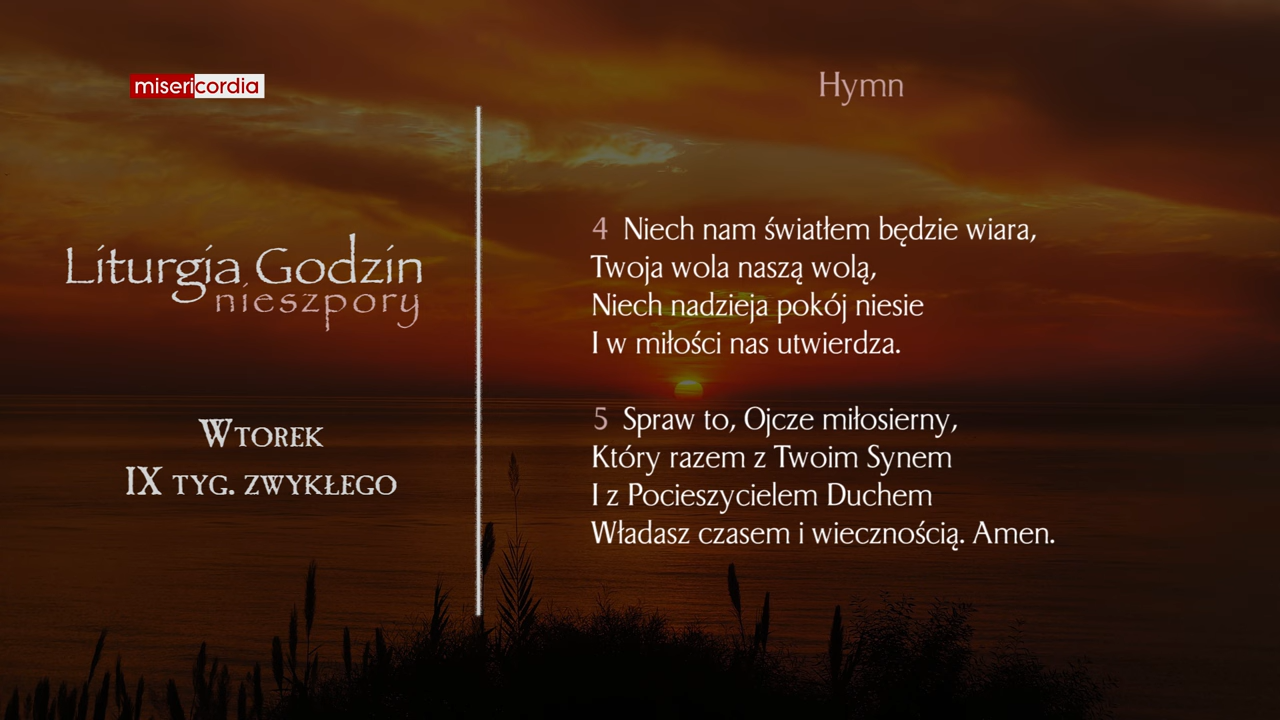 misericordia
Liturgia Godzin
nieszpory
Wtorek
IX tyg. zwykłego
Hymn
4 Niech nam światłem będzie wiara,
Twoja wola naszą wolą,
Niech nadzieja pokój niesie
I w miłości nas utwierdza.
5 Spraw to, Ojcze miłosierny,
Który razem z Twoim Synem
I z Pocieszycielem Duchem
Władasz czasem i wiecznością. Amen.